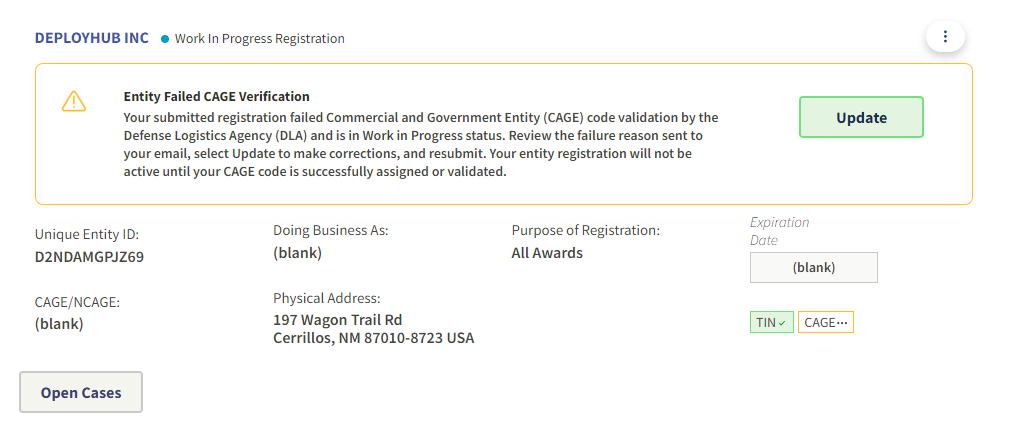 DEPLOYHUB INC Work In Progress Registration
Entity Failed CAGE Verification
Your submitted registration failed Commercial and Government Entity (CAGE) code validation by the
Defense Logistics Agency (DLA) and is in Work in Progress status. Review the failure reason sent to
your email, select Update to make corrections, and resubmit. Your entity registration will not be
active until your CAGE code is successfully assigned or validated.
Update
Unique Entity ID:
D2NDAMGPJZ69
Doing Business As:
(blank)
Purpose of Registration:
All Awards
Expiration
Date
(blank)
CAGE/NCAGE:
(blank)
Physical Address:
197 Wagon Trail Rd
Cerrillos, NM 87010-8723 USA
TIN ✓ CAGE•••
Open Cases